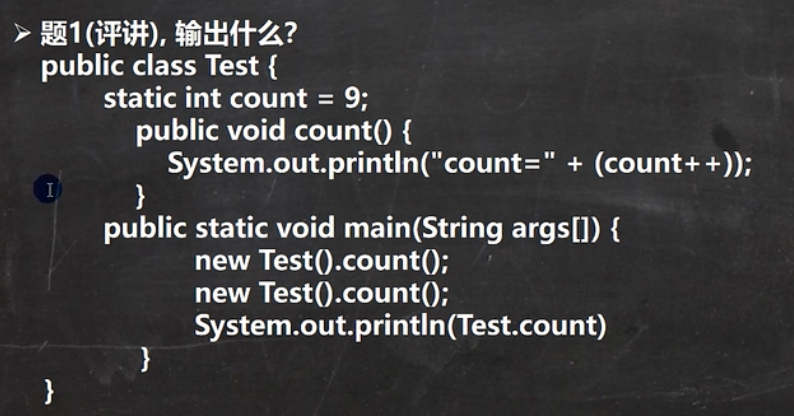 ➢ 题1(评讲), 输出什么?
public class Test {
static int count = 9;
public void count() {
System.out.println("count=" + (count++));
}
public static void main(String args[]) {
new Test().count();
new Test().count();
System.out.println(Test.count)
}
}